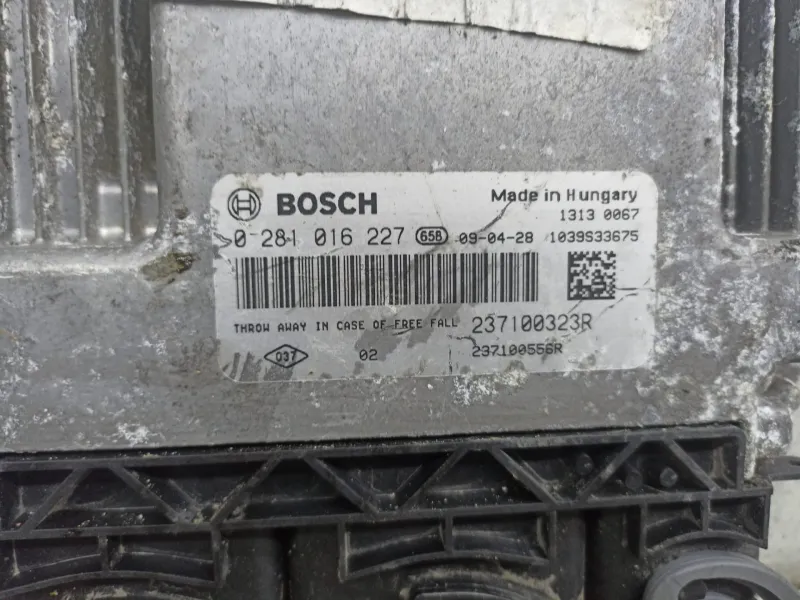 BOSCH Made in Hungary
1313 0067
0 281 016 227 658 09-04-28 1039S33675
THROW AWAY IN CASE OF FREE FALL 237100323R
037 02 237100556R